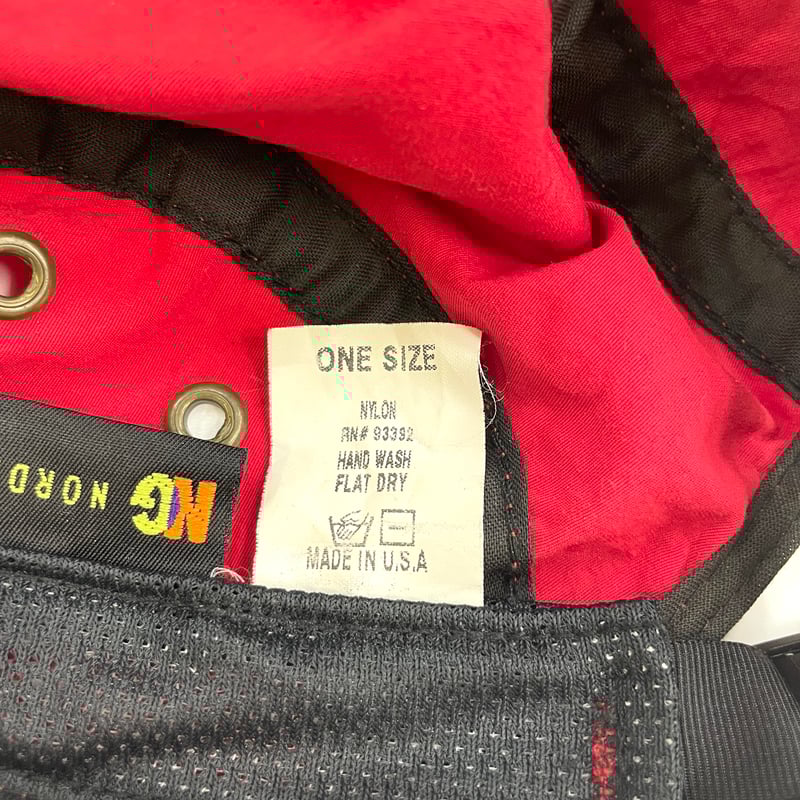 ONE SIZE
NYLON
RN# 93392
HAND WASH
FLAT DRY
MADE IN U.S.A
NG NORD